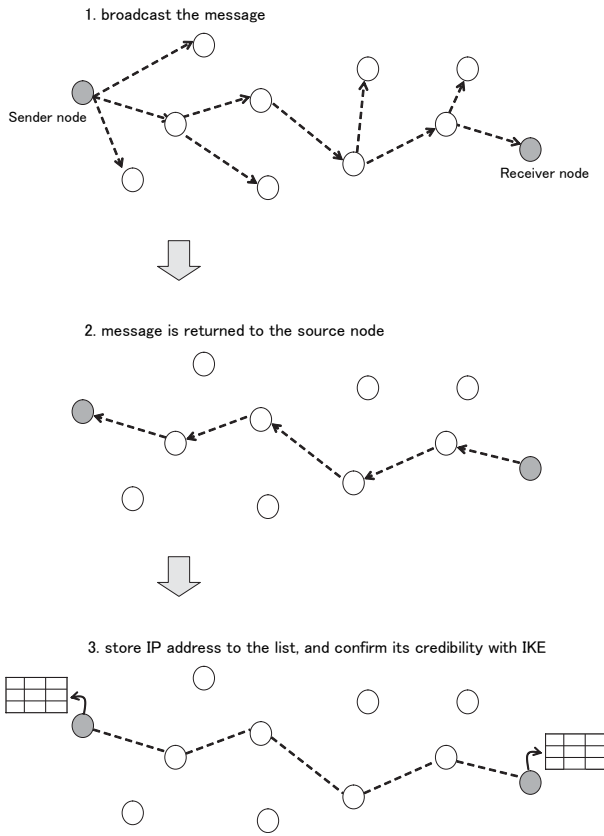 1. broadcast the message
Sender node
Receiver node
2. message is returned to the source node
3. store IP address to the list, and confirm its credibility with IKE